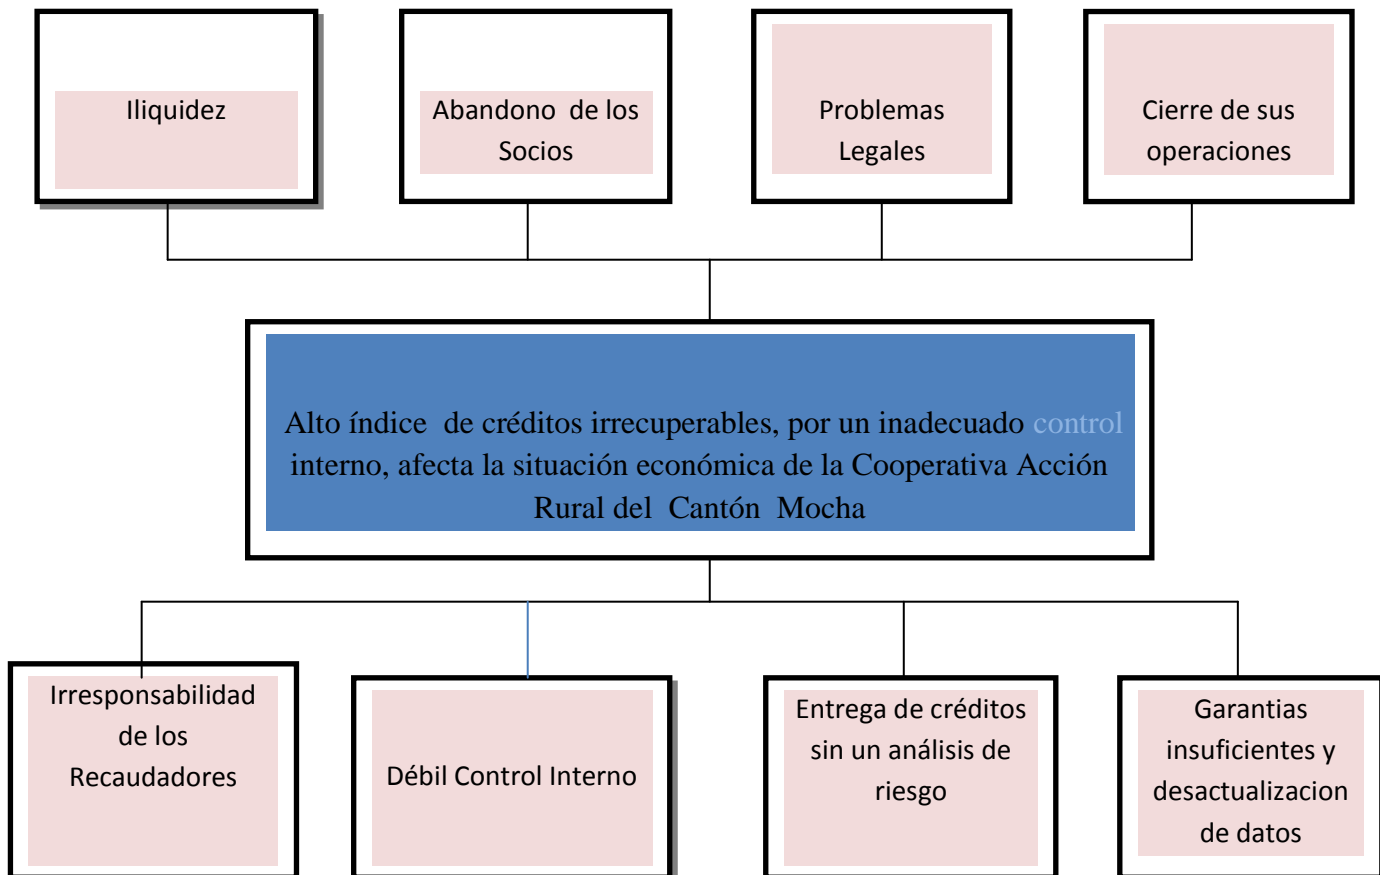 Iliquidez
Abandono de los
Socios
Problemas
Legales
Cierre de sus
operaciones
Alto índice de créditos irrecuperables, por un inadecuado control
interno, afecta la situación económica de la Cooperativa Acción
Rural del Cantón Mocha
Irresponsabilidad
de los
Recaudadores
Débil Control Interno
Entrega de créditos
sin un análisis de
riesgo
Garantias
insuficientes y
desactualizacion
de datos